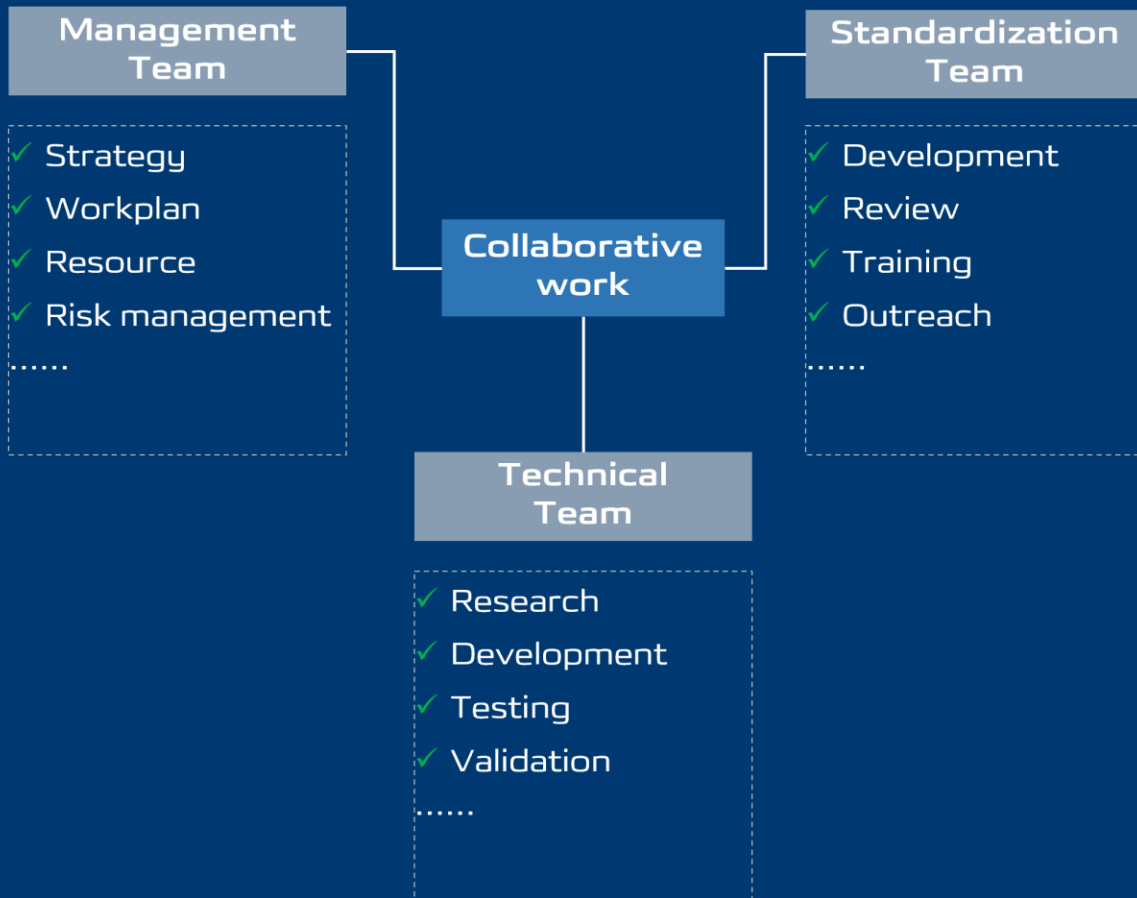 Management
Team
✓ Strategy
✓ Workplan
✓ Resource
✓ Risk management
......
Standardization
Team
✓ Development
✓ Review
✓ Training
✓ Outreach
......
Collaborative
work
Technical
Team
✓ Research
✓ Development
✓ Testing
✓ Validation
......